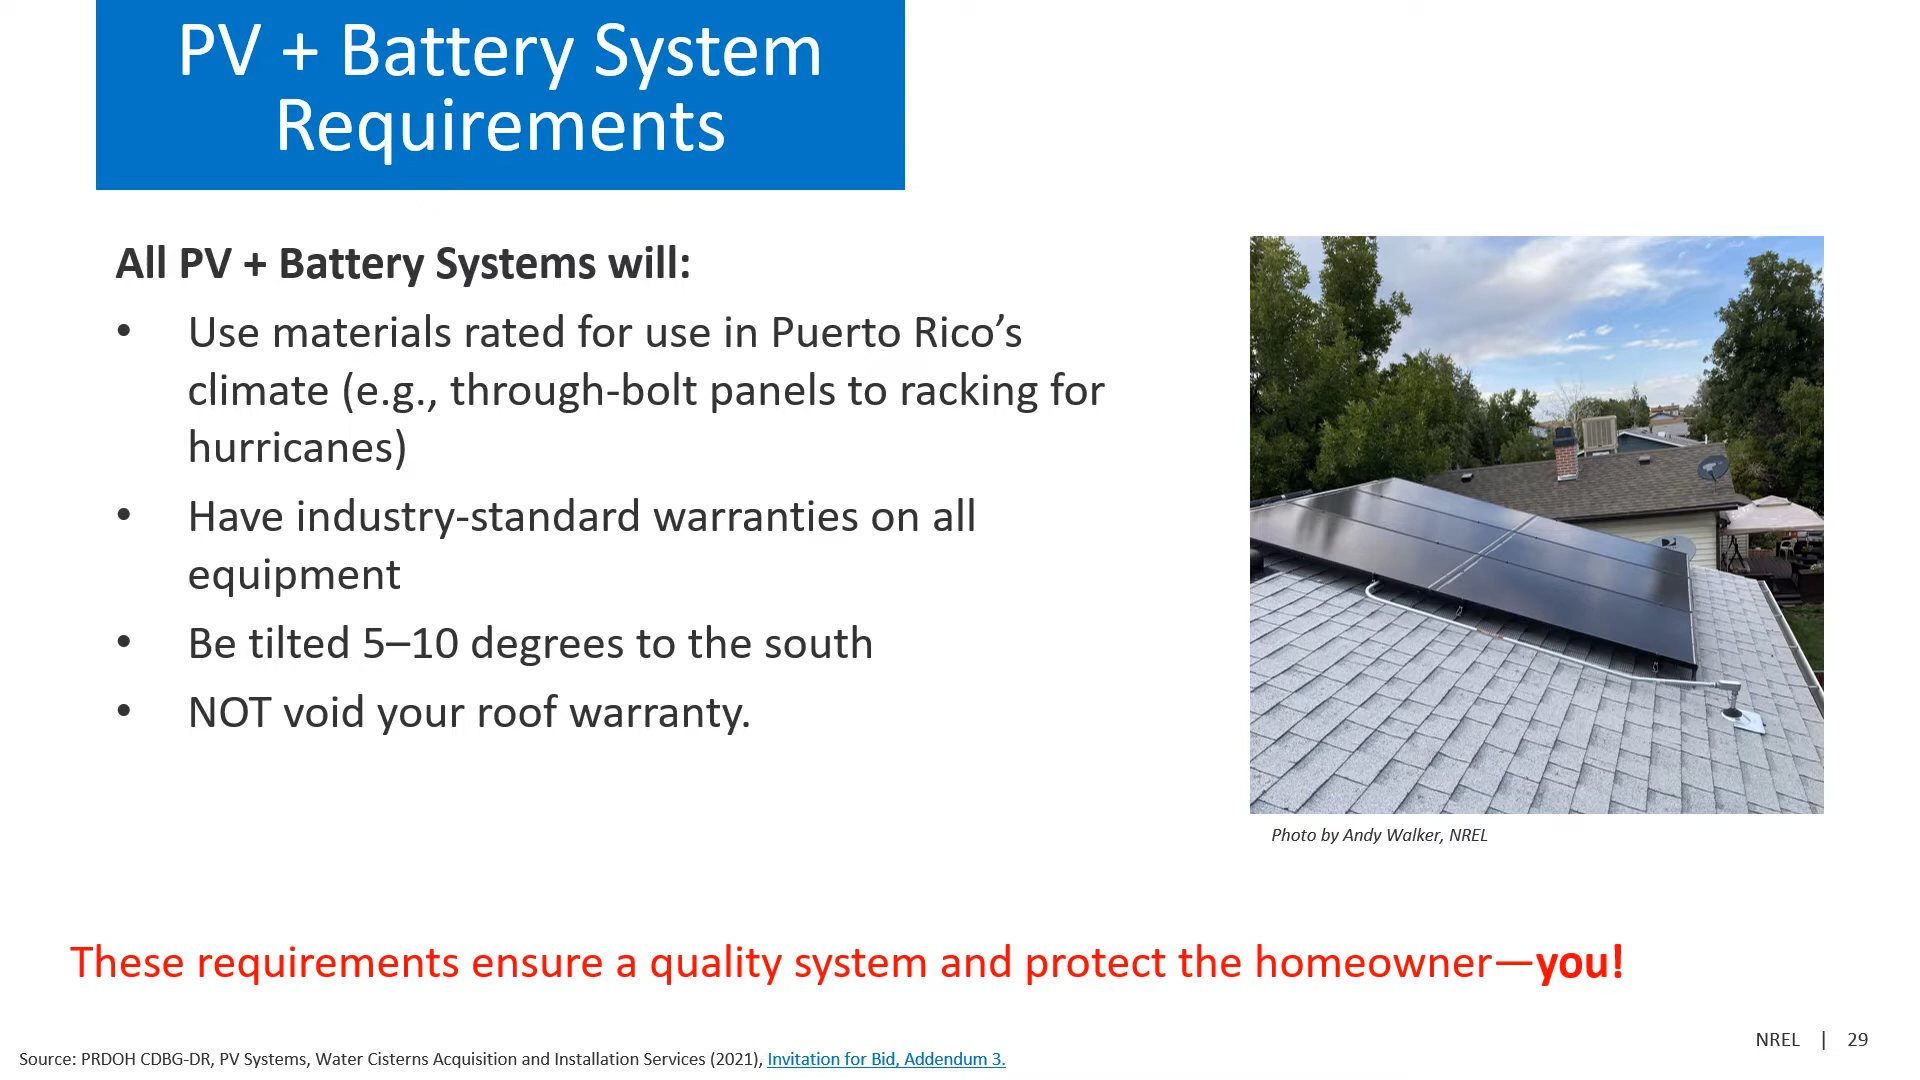 PV + Battery System
Requirements
All PV + Battery Systems will:
• Use materials rated for use in Puerto Rico’s
climate (e.g., through-bolt panels to racking for
hurricanes)
• Have industry-standard warranties on all
equipment
• Be tilted 5–10 degrees to the south
• NOT void your roof warranty.
Photo by Andy Walker, NREL
These requirements ensure a quality system and protect the homeowner—you!
NREL | 29
Source: PRDOH CDBG-DR, PV Systems, Water Cisterns Acquisition and Installation Services (2021), Invitation for Bid, Addendum 3.